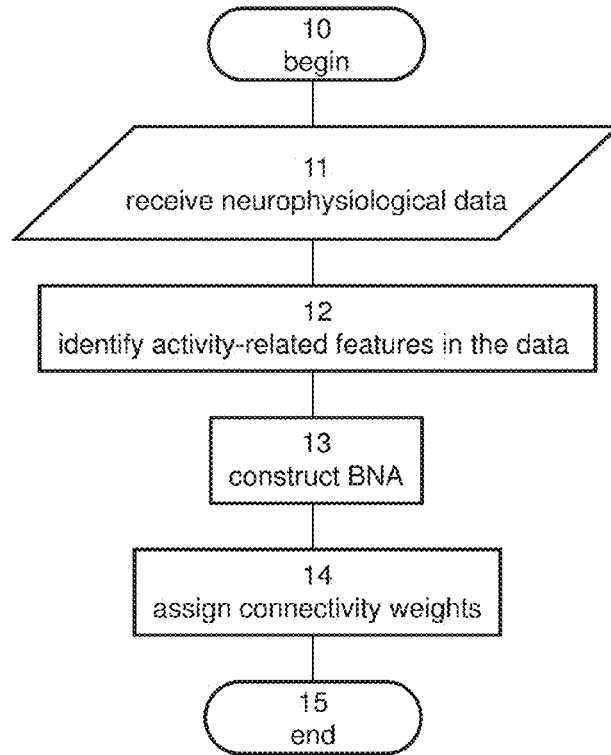 10
begin
11
receive neurophysiological data
12
identify activity-related features in the data
13
construct BNA
14
assign connectivity weights
15
end